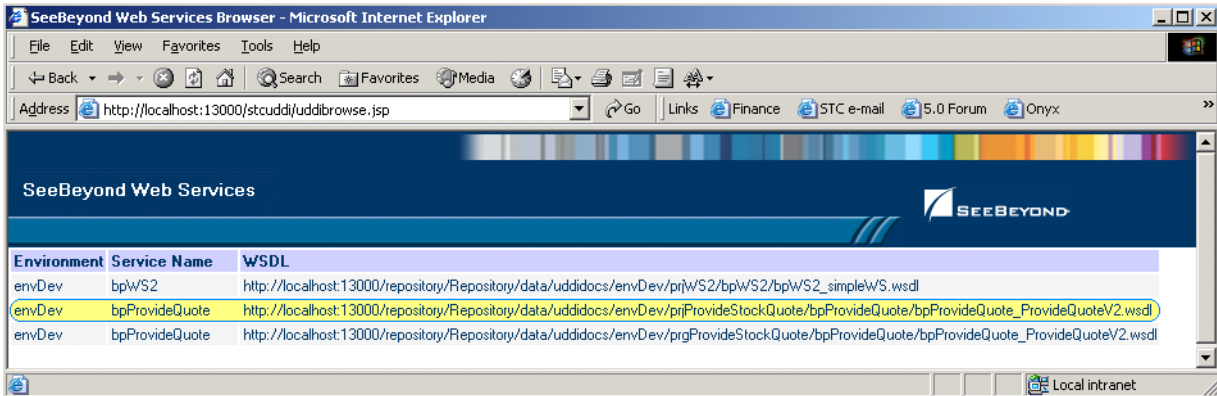 SeeBeyond Web Services Browser - Microsoft Internet Explorer
File Edit View Favorites Tools Help
Back Search Favorites Media
Address http://localhost:13000/stcuddi/uddibrowse.jsp Go Links Finance STC e-mail 5.0 Forum Onyx »
SeeBeyond Web Services
SEEBEYOND
Environment Service Name WSDL
envDev bpWS2 http://localhost:13000/repository/Repository/data/uddidocs/envDev/prjWS2/bpWS2/bpWS2_simpleWS.wsdl
envDev bpProvideQuote http://localhost:13000/repository/Repository/data/uddidocs/envDev/prjProvideStockQuote/bpProvideQuote/bpProvideQuote_ProvideQuoteV2.wsdl
envDev bpProvideQuote http://localhost:13000/repository/Repository/data/uddidocs/envDev/prgProvideStockQuote/bpProvideQuote/bpProvideQuote_ProvideQuoteV2.wsdl
Local intranet